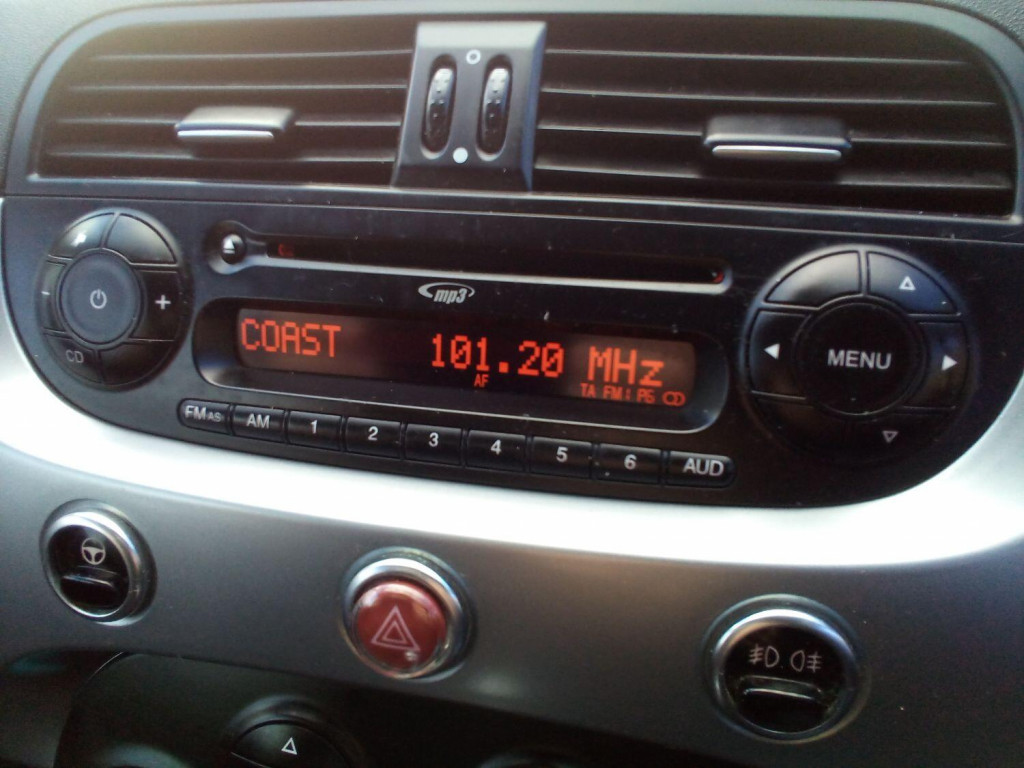 mp3
COAST 101.20 MHz
AF TA FM1 P6
CD
MENU
FM AS AM 1 2 3 4 5 6 AUD